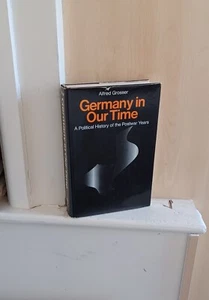 Alfred Grosser
Germany in
Our Time
A Political History of the Postwar Years